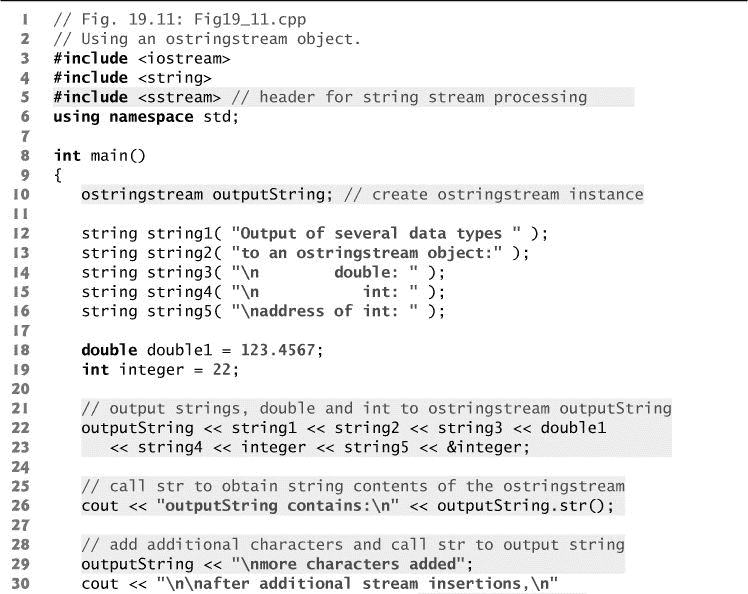 1 // Fig. 19.11: Fig19_11.cpp
2 // Using an ostringstream object.
3 #include <iostream>
4 #include <string>
5 #include <sstream> // header for string stream processing
6 using namespace std;
7
8 int main()
9 {
10 ostringstream outputString; // create ostringstream instance
11
12 string string1( "Output of several data types " );
13 string string2( "to an ostringstream object:" );
14 string string3( "\n        double: " );
15 string string4( "\n           int: " );
16 string string5( "\naddress of int: " );
17
18 double double1 = 123.4567;
19 int integer = 22;
20
21 // output strings, double and int to ostringstream outputString
22 outputString << string1 << string2 << string3 << double1
23 << string4 << integer << string5 << &integer;
24
25 // call str to obtain string contents of the ostringstream
26 cout << "outputString contains:\n" << outputString.str();
27
28 // add additional characters and call str to output string
29 outputString << "\nmore characters added";
30 cout << "\n\nafter additional stream insertions,\n"